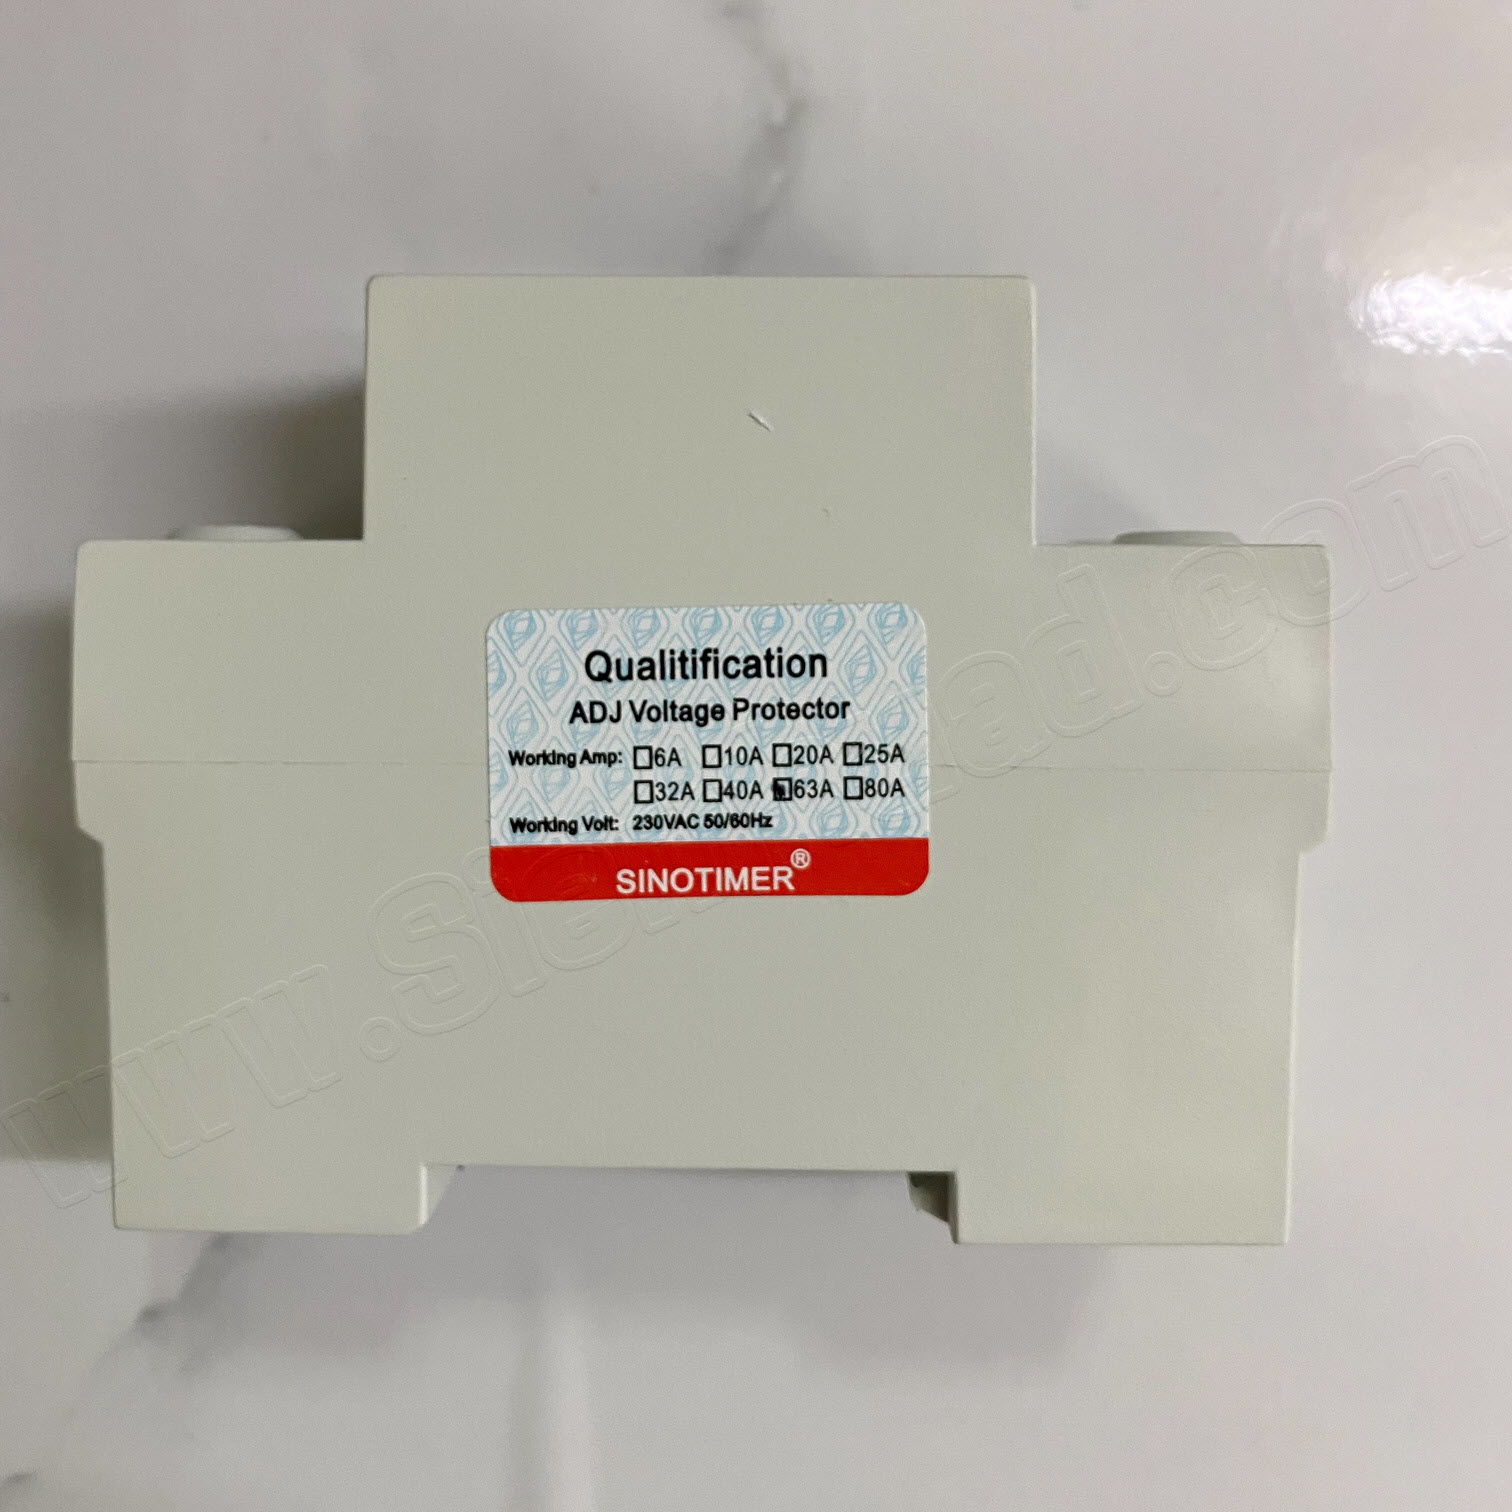 Qualitification
ADJ Voltage Protector
Working Amp: ☐6A ☐10A ☐20A ☐25A
☐32A ☐40A ☑63A ☐80A
Working Volt: 230VAC 50/60Hz
SINOTIMER®